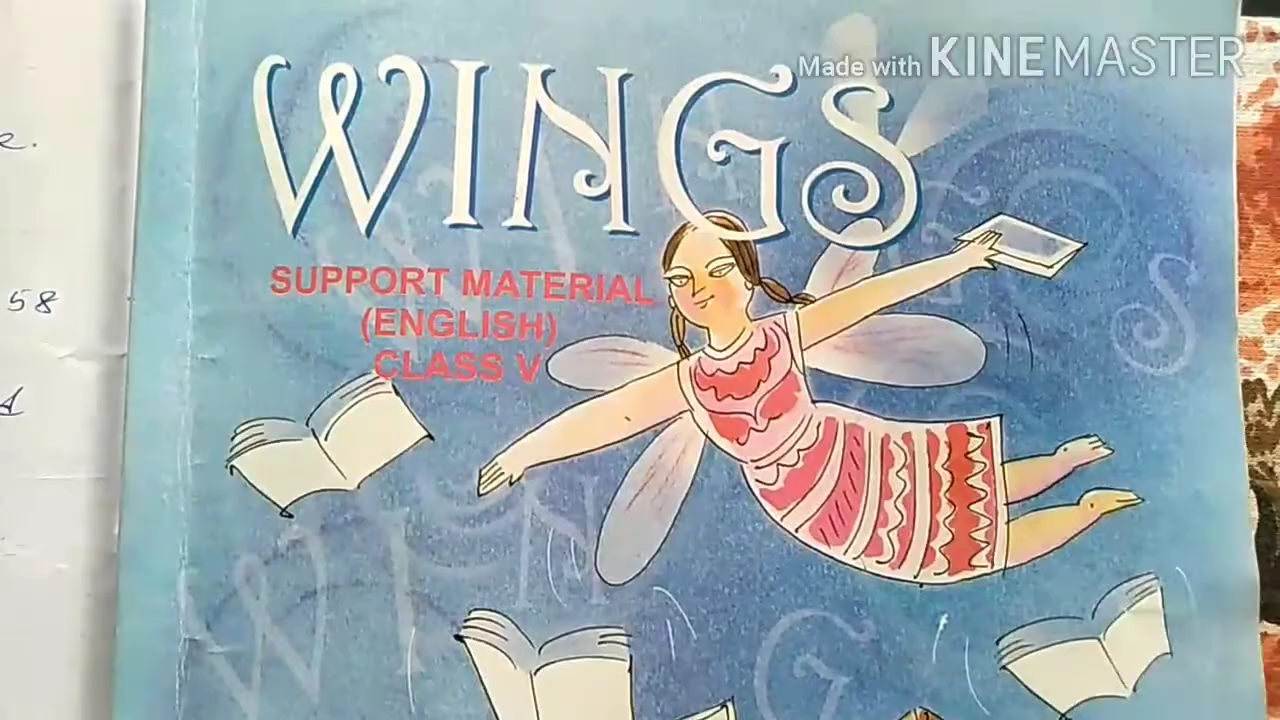 Made with KINEMASTER
WINGS
SUPPORT MATERIAL
(ENGLISH)
CLASS V
58